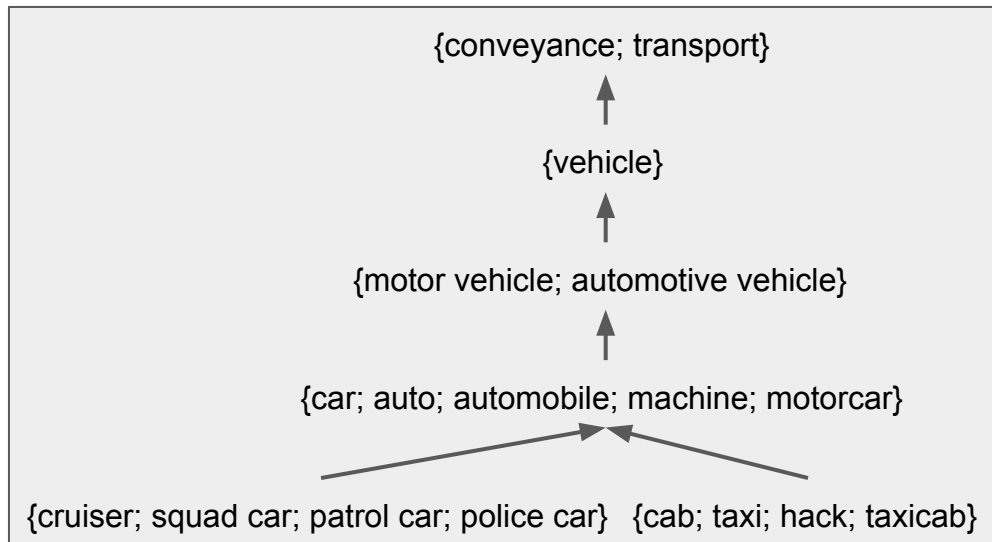 {conveyance; transport}
{vehicle}
{motor vehicle; automotive vehicle}
{car; auto; automobile; machine; motorcar}
{cruiser; squad car; patrol car; police car} {cab; taxi; hack; taxicab}